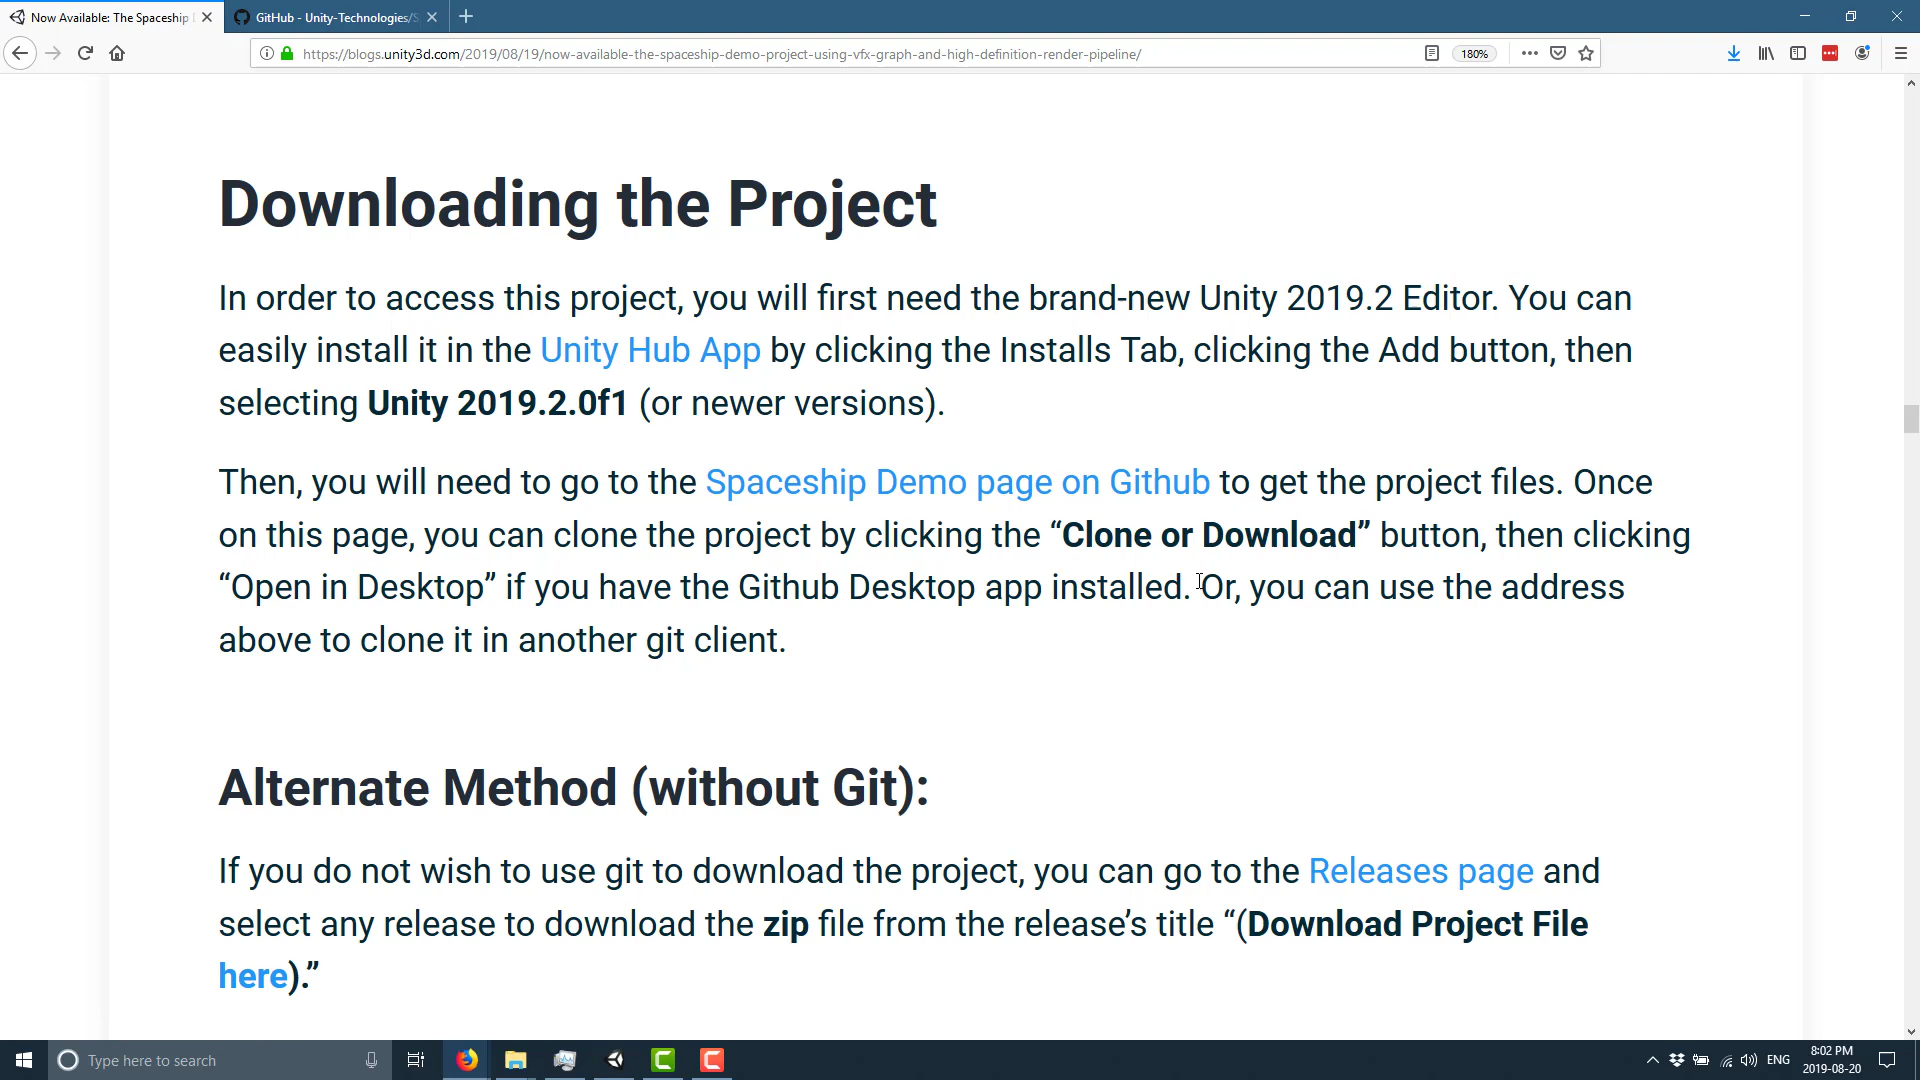 Now Available: The Spaceship
GitHub - Unity-Technologies/S
https://blogs.unity3d.com/2019/08/19/now-available-the-spaceship-demo-project-using-vfx-graph-and-high-definition-render-pipeline/
180%
Downloading the Project
In order to access this project, you will first need the brand-new Unity 2019.2 Editor. You can
easily install it in the Unity Hub App by clicking the Installs Tab, clicking the Add button, then
selecting Unity 2019.2.0f1 (or newer versions).
Then, you will need to go to the Spaceship Demo page on Github to get the project files. Once
on this page, you can clone the project by clicking the “Clone or Download” button, then clicking
“Open in Desktop” if you have the Github Desktop app installed. Or, you can use the address
above to clone it in another git client.
Alternate Method (without Git):
If you do not wish to use git to download the project, you can go to the Releases page and
select any release to download the zip file from the release’s title “(Download Project File
here).”
Type here to search
ENG
8:02 PM
2019-08-20